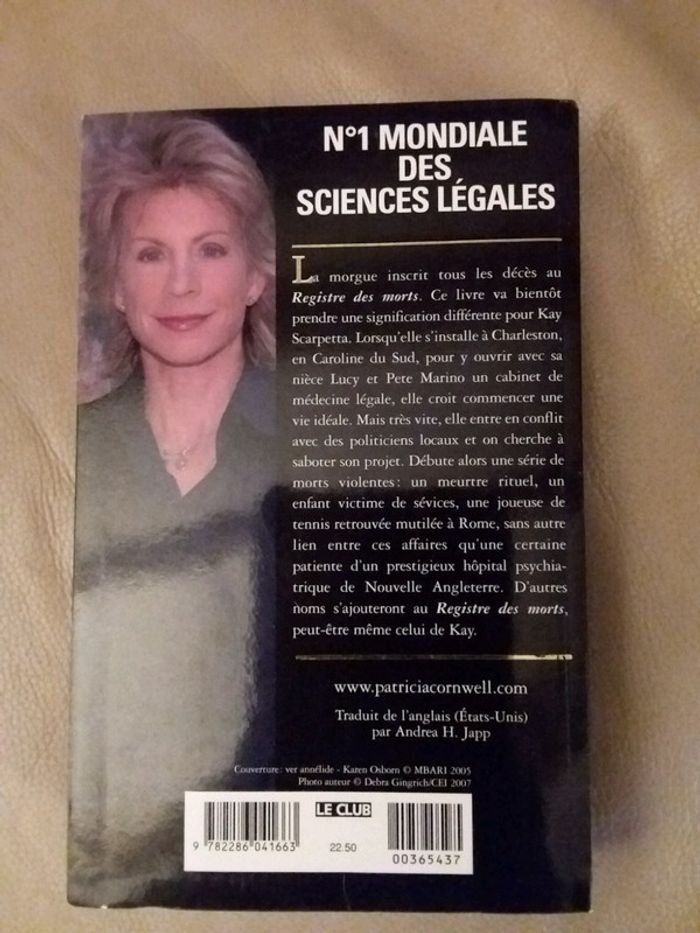 N°1 MONDIALE
DES
SCIENCES LÉGALES
La morgue inscrit tous les décès au
Registre des morts. Ce livre va bientôt
prendre une signification différente pour Kay
Scarpetta. Lorsqu'elle s'installe à Charleston,
en Caroline du Sud, pour y ouvrir avec sa
nièce Lucy et Pete Marino un cabinet de
médecine légale, elle croit commencer une
vie idéale. Mais très vite, elle entre en conflit
avec des politiciens locaux et on cherche à
saboter son projet. Débute alors une série de
morts violentes : un meurtre rituel, un
enfant victime de sévices, une joueuse de
tennis retrouvée mutilée à Rome, sans autre
lien entre ces affaires qu'une certaine
patiente d'un prestigieux hôpital psychia-
trique de Nouvelle Angleterre. D'autres
noms s'ajouteront au Registre des morts,
peut-être même celui de Kay.
www.patriciacornwell.com
Traduit de l'anglais (États-Unis)
par Andrea H. Japp
Couverture : ver annélide - Karen Osborn © MBARI 2005
Photo auteur © Debra Gingrich/CEI 2007
LE CLUB
9 782286 041663
22.50
00365437